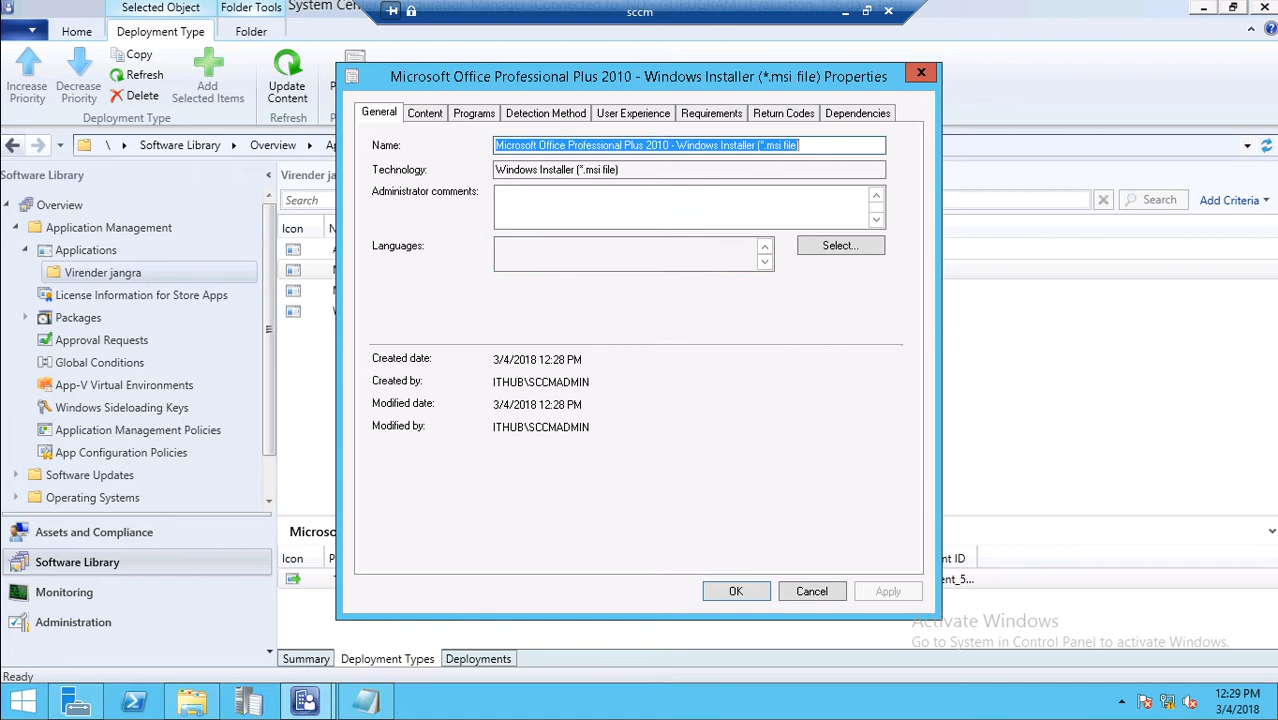 Selected Object
Folder Tools
System Center
sccm
Home
Deployment Type
Folder
Copy
Refresh
Delete
Increase Priority
Decrease Priority
Add Selected Items
Update Content
Deployment Type
Refresh
Microsoft Office Professional Plus 2010 - Windows Installer (*.msi file) Properties
General
Content
Programs
Detection Method
User Experience
Requirements
Return Codes
Dependencies
\ Software Library Overview
Software Library
Virender ja
Search
Search
Add Criteria
Name: Microsoft Office Professional Plus 2010 - Windows Installer (*.msi file)
Technology: Windows Installer (*.msi file)
Administrator comments:
Languages:
Select...
Created date: 3/4/2018 12:28 PM
Created by: ITHUB\SCCMADMIN
Modified date: 3/4/2018 12:28 PM
Modified by: ITHUB\SCCMADMIN
OK
Cancel
Apply
Icon
Overview
Application Management
Applications
Virender jangra
License Information for Store Apps
Packages
Approval Requests
Global Conditions
App-V Virtual Environments
Windows Sideloading Keys
Application Management Policies
App Configuration Policies
Software Updates
Operating Systems
Assets and Compliance
Software Library
Monitoring
Administration
Microso
Icon
P
ent ID
ent_5...
Summary
Deployment Types
Deployments
Activate Windows
Go to System in Control Panel to activate Windows.
Ready
12:29 PM
3/4/2018